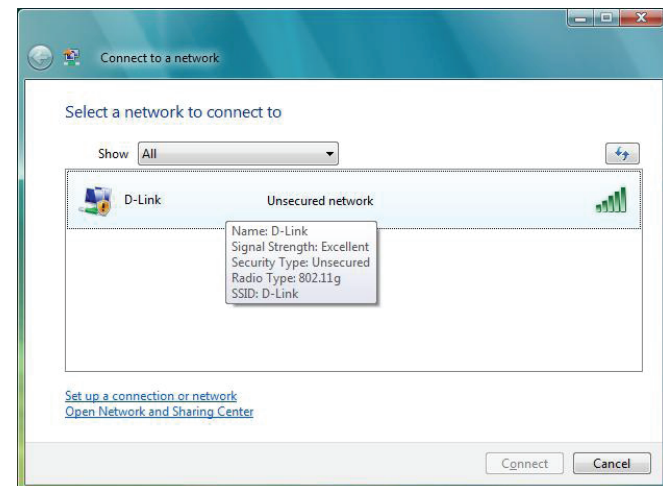 Connect to a network
Select a network to connect to
Show All
D-Link Unsecured network
Name: D-Link
Signal Strength: Excellent
Security Type: Unsecured
Radio Type: 802.11g
SSID: D-Link
Set up a connection or network
Open Network and Sharing Center
Connect Cancel